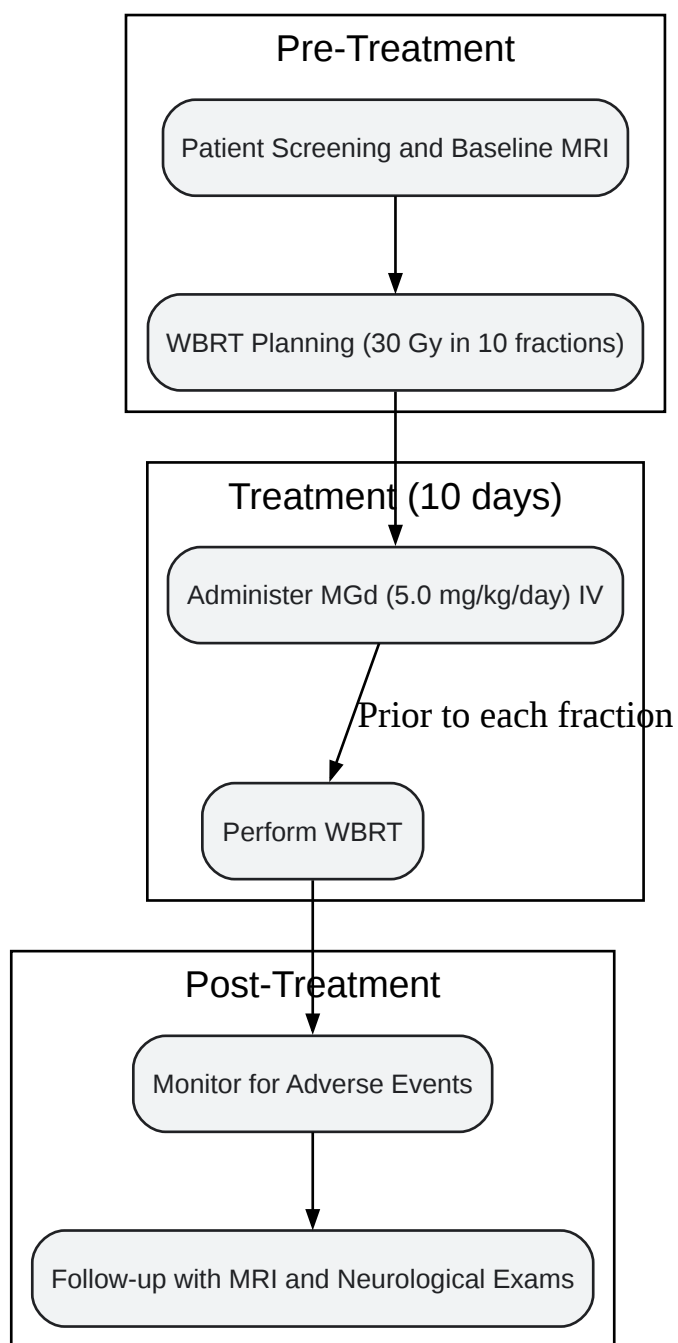 Pre-Treatment
Patient Screening and Baseline MRI
WBRT Planning (30 Gy in 10 fractions)
Treatment (10 days)
Administer MGd (5.0 mg/kg/day) IV
Prior to each fraction
Perform WBRT
Post-Treatment
Monitor for Adverse Events
Follow-up with MRI and Neurological Exams